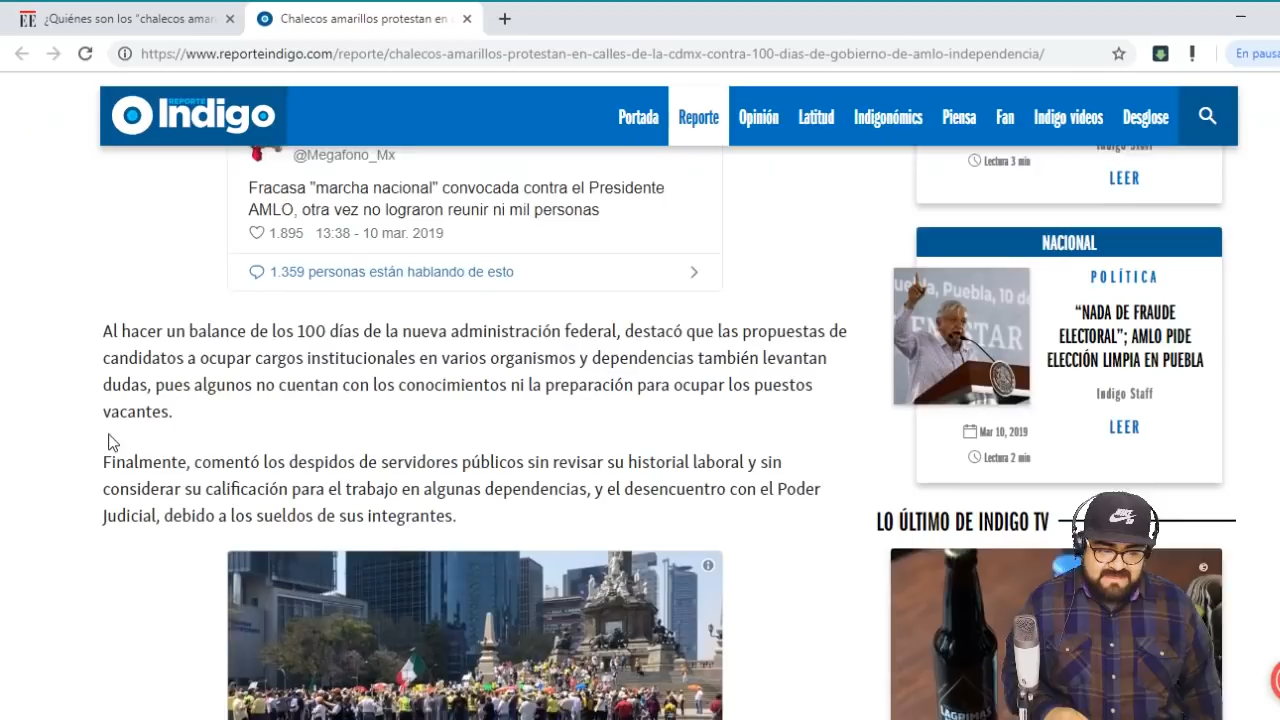 ¿Quiénes son los "chalecos amar
Chalecos amarillos protestan en
https://www.reporteindigo.com/reporte/chalecos-amarillos-protestan-en-calles-de-la-cdmx-contra-100-dias-de-gobierno-de-amlo-independencia/
En pausa
REPORTE
Indigo
Portada Reporte Opinión Latitud Indigonómics Piensa Fan Indigo videos Desglose
@Megafono_Mx
Fracasa "marcha nacional" convocada contra el Presidente
AMLO, otra vez no lograron reunir ni mil personas
1.895 13:38 - 10 mar. 2019
1.359 personas están hablando de esto
Al hacer un balance de los 100 días de la nueva administración federal, destacó que las propuestas de
candidatos a ocupar cargos institucionales en varios organismos y dependencias también levantan
dudas, pues algunos no cuentan con los conocimientos ni la preparación para ocupar los puestos
vacantes.
Finalmente, comentó los despidos de servidores públicos sin revisar su historial laboral y sin
considerar su calificación para el trabajo en algunas dependencias, y el desencuentro con el Poder
Judicial, debido a los sueldos de sus integrantes.
Indigo Staff
Lectura 3 min
LEER
NACIONAL
POLÍTICA
“NADA DE FRAUDE
ELECTORAL”; AMLO PIDE
ELECCIÓN LIMPIA EN PUEBLA
Indigo Staff
LEER
Mar 10, 2019
Lectura 2 min
Puebla, 10 de
EN STAR
LO ÚLTIMO DE INDIGO TV
LAGRIMAS